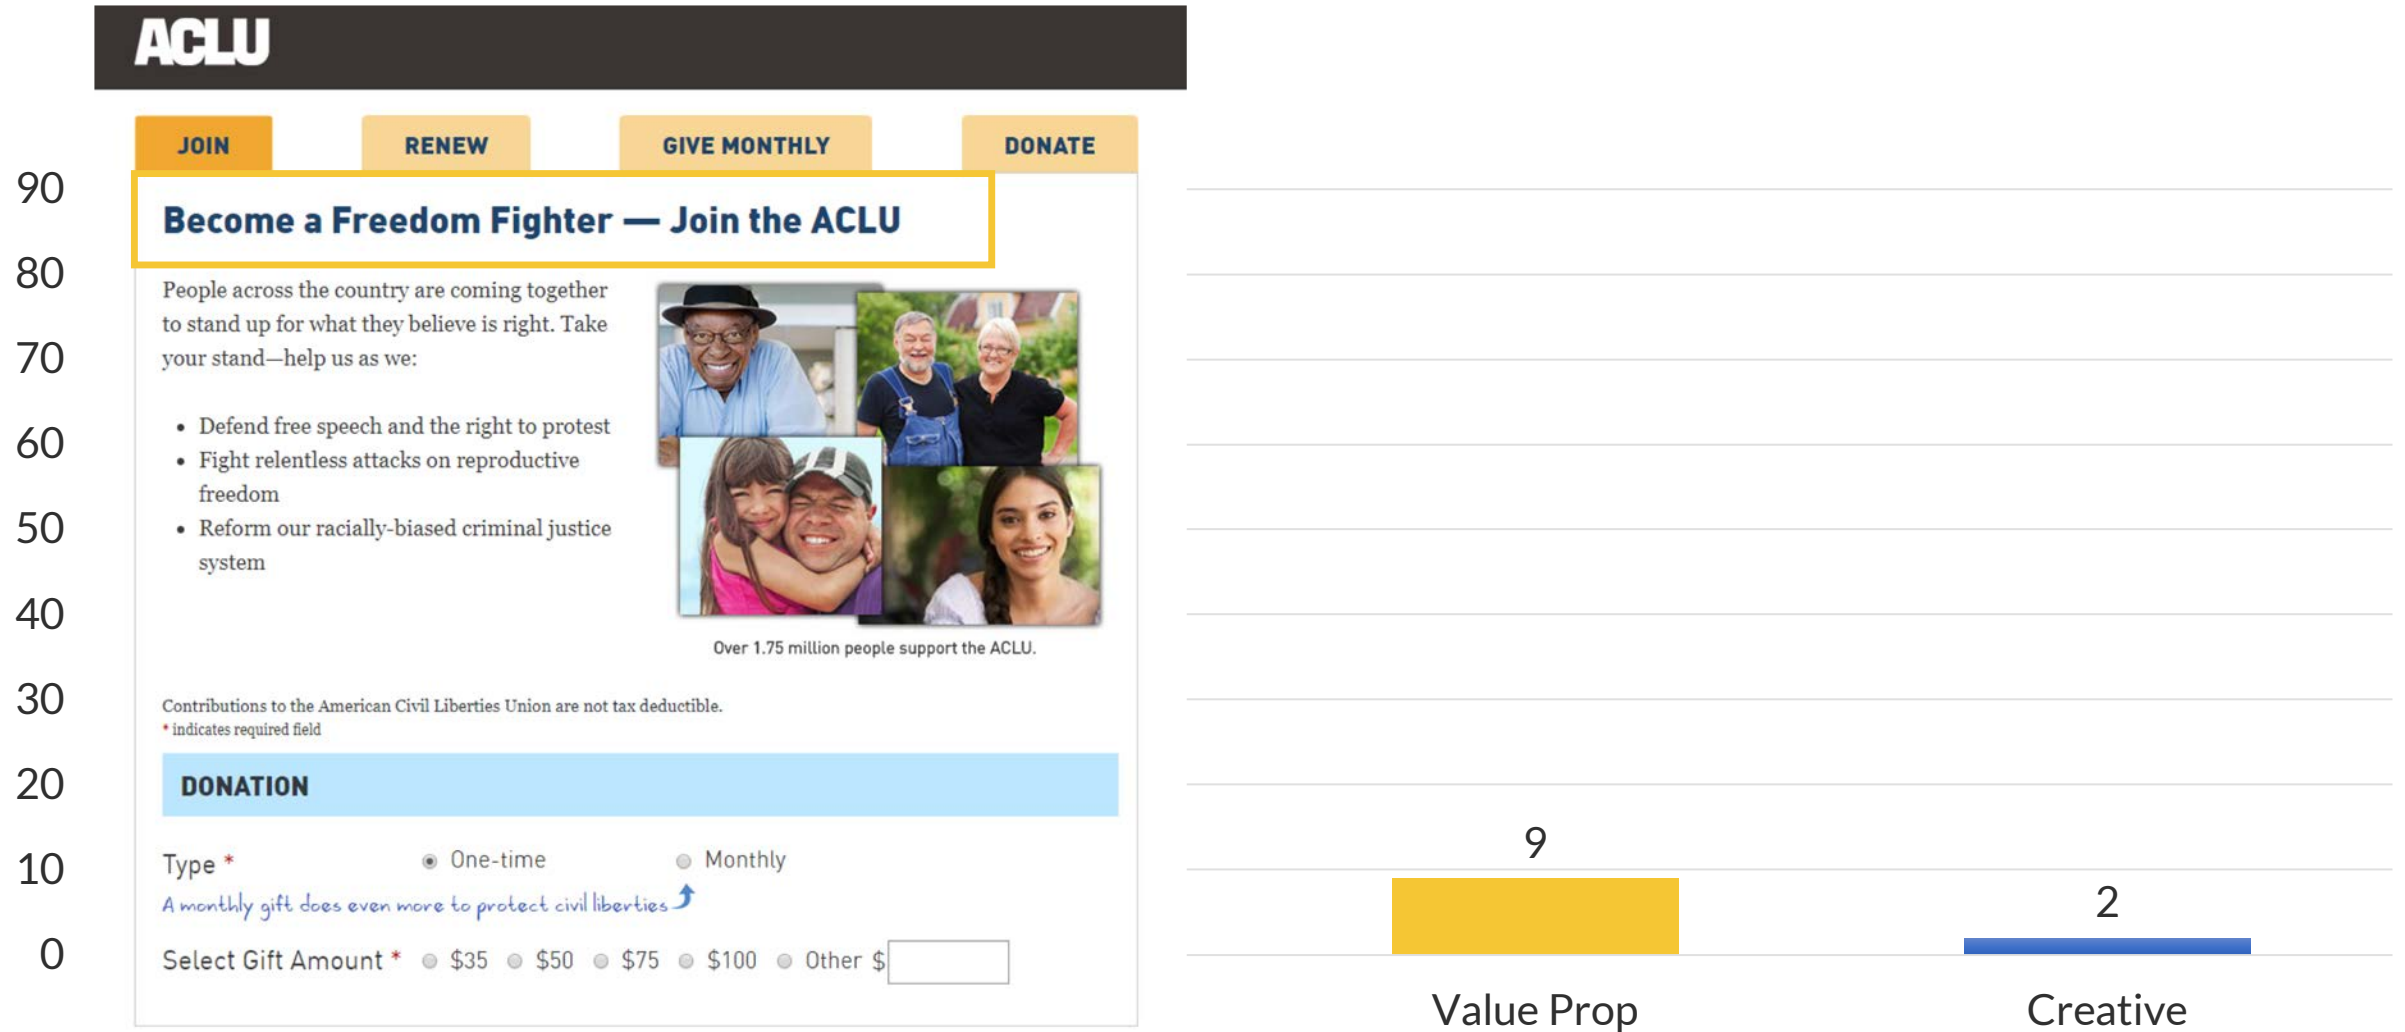 ACLU
JOIN
RENEW
GIVE MONTHLY
DONATE
Become a Freedom Fighter — Join the ACLU
People across the country are coming together
to stand up for what they believe is right. Take
your stand—help us as we:
• Defend free speech and the right to protest
• Fight relentless attacks on reproductive
freedom
• Reform our racially-biased criminal justice
system
Over 1.75 million people support the ACLU.
Contributions to the American Civil Liberties Union are not tax deductible.
* indicates required field
DONATION
Type * One-time Monthly
A monthly gift does even more to protect civil liberties
Select Gift Amount * $35 $50 $75 $100 Other $
90
80
70
60
50
40
30
20
10
0
9
2
Value Prop
Creative